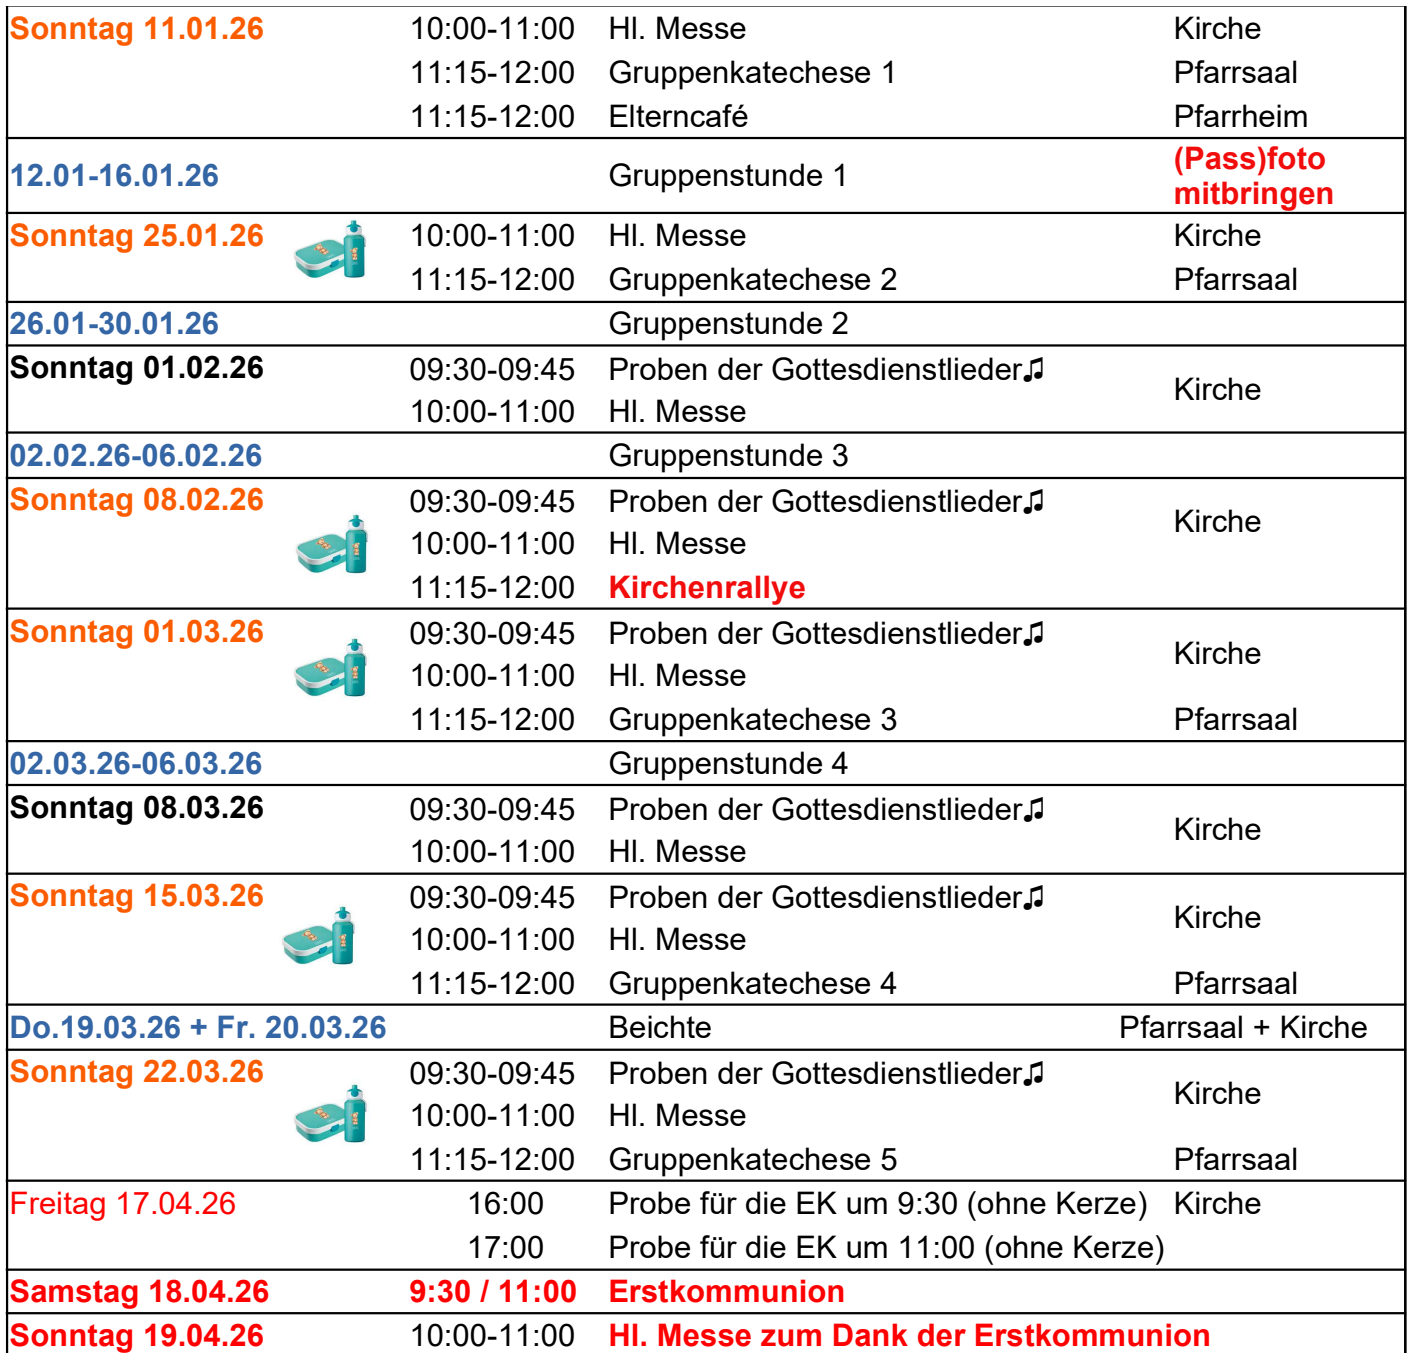 Sonntag 11.01.26 10:00-11:00 Hl. Messe Kirche
11:15-12:00 Gruppenkatechese 1 Pfarrsaal
11:15-12:00 Elterncafé Pfarrheim
12.01-16.01.26 Gruppenstunde 1 (Pass)foto
mitbringen
Sonntag 25.01.26 10:00-11:00 Hl. Messe Kirche
11:15-12:00 Gruppenkatechese 2 Pfarrsaal
26.01-30.01.26 Gruppenstunde 2
Sonntag 01.02.26 09:30-09:45 Proben der Gottesdienstlieder♫
Kirche
10:00-11:00 Hl. Messe
02.02.26-06.02.26 Gruppenstunde 3
Sonntag 08.02.26 09:30-09:45 Proben der Gottesdienstlieder♫
Kirche
10:00-11:00 Hl. Messe
11:15-12:00 Kirchenrallye
Sonntag 01.03.26 09:30-09:45 Proben der Gottesdienstlieder♫
Kirche
10:00-11:00 Hl. Messe
11:15-12:00 Gruppenkatechese 3 Pfarrsaal
02.03.26-06.03.26 Gruppenstunde 4
Sonntag 08.03.26 09:30-09:45 Proben der Gottesdienstlieder♫
Kirche
10:00-11:00 Hl. Messe
Sonntag 15.03.26 09:30-09:45 Proben der Gottesdienstlieder♫
Kirche
10:00-11:00 Hl. Messe
11:15-12:00 Gruppenkatechese 4 Pfarrsaal
Do.19.03.26 + Fr. 20.03.26 Beichte Pfarrsaal + Kirche
Sonntag 22.03.26 09:30-09:45 Proben der Gottesdienstlieder♫
Kirche
10:00-11:00 Hl. Messe
11:15-12:00 Gruppenkatechese 5 Pfarrsaal
Freitag 17.04.26 16:00 Probe für die EK um 9:30 (ohne Kerze) Kirche
17:00 Probe für die EK um 11:00 (ohne Kerze)
Samstag 18.04.26 9:30 / 11:00 Erstkommunion
Sonntag 19.04.26 10:00-11:00 Hl. Messe zum Dank der Erstkommunion